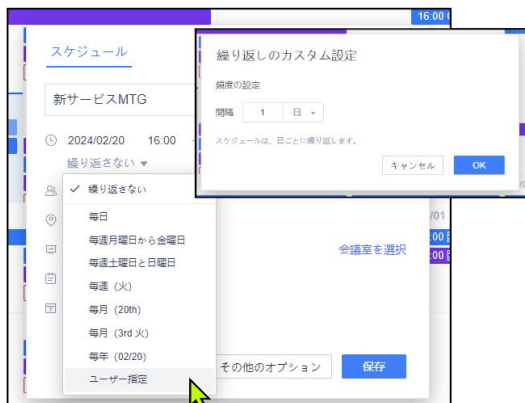 16:00
スケジュール
新サービスMTG
2024/02/20 16:00
繰り返さない ▼
✓ 繰り返さない
毎日
毎週月曜日から金曜日
毎週土曜日と日曜日
毎週 (火)
毎月 (20th)
毎月 (3rd 火)
毎年 (02/20)
ユーザー指定
会議室を選択
その他のオプション
保存
繰り返しのカスタム設定
頻度の設定
間隔 1 日
スケジュールは、日ごとに繰り返します。
キャンセル
OK
/01
:00
:00